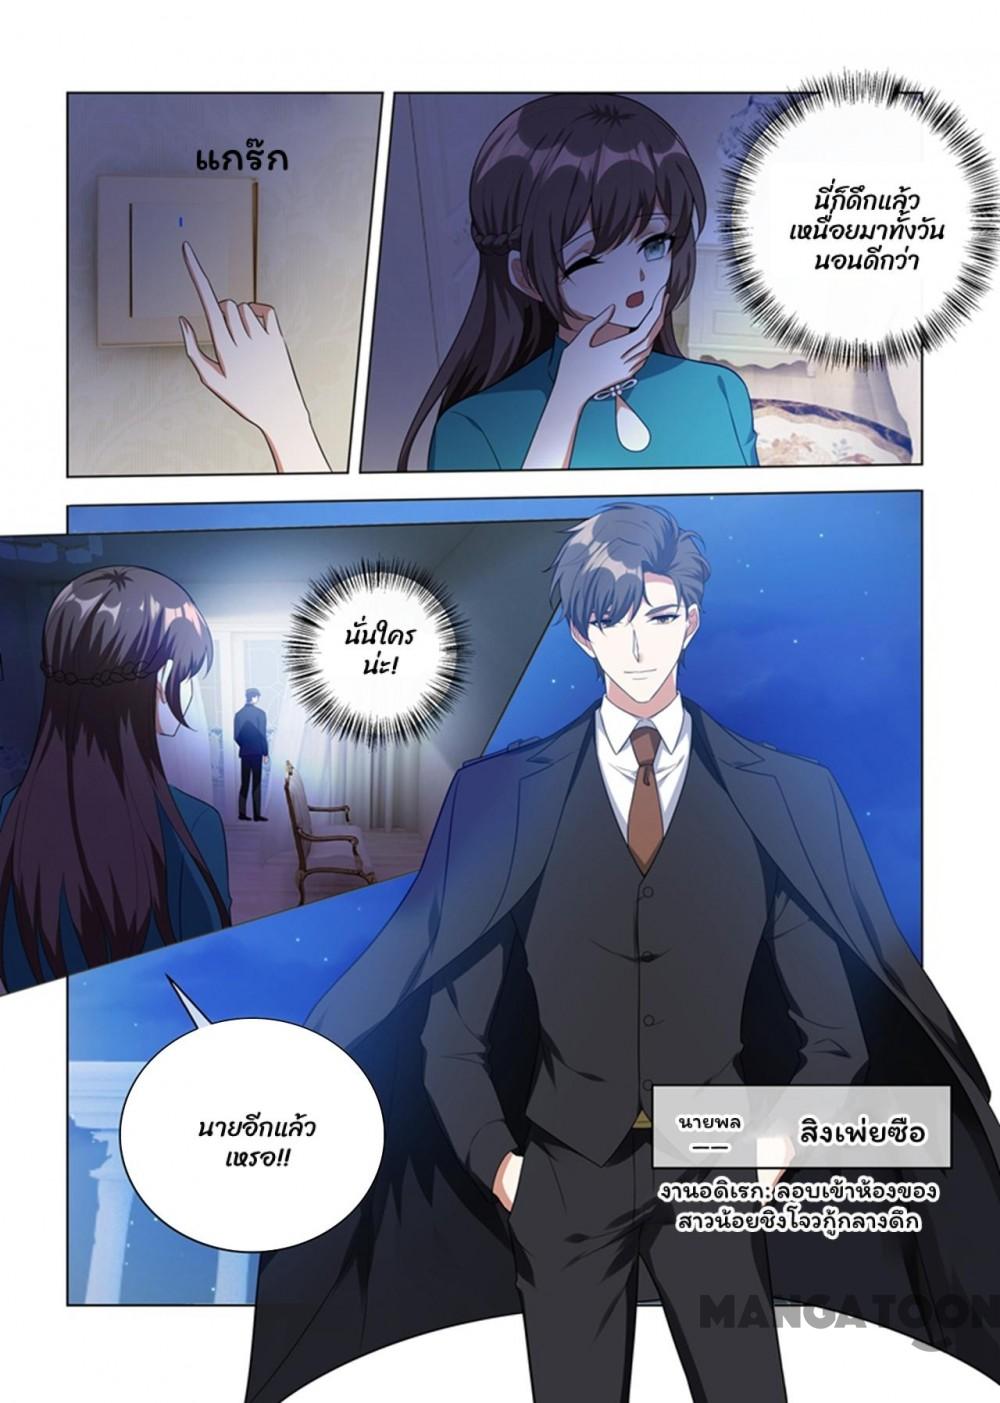 แกร๊ก
นี่ก็ดึกแล้ว
เหนื่อยมาทั้งวัน
นอนดีกว่า
นั่นใคร
น่ะ!
นายอีกแล้ว
เหรอ!!
นายพล
——
สิงเฟ่ยซือ
งานอดิเรก: ลอบเข้าห้องของ
สาวน้อยชิงโจวกู้กลางดึก
MANGATOON